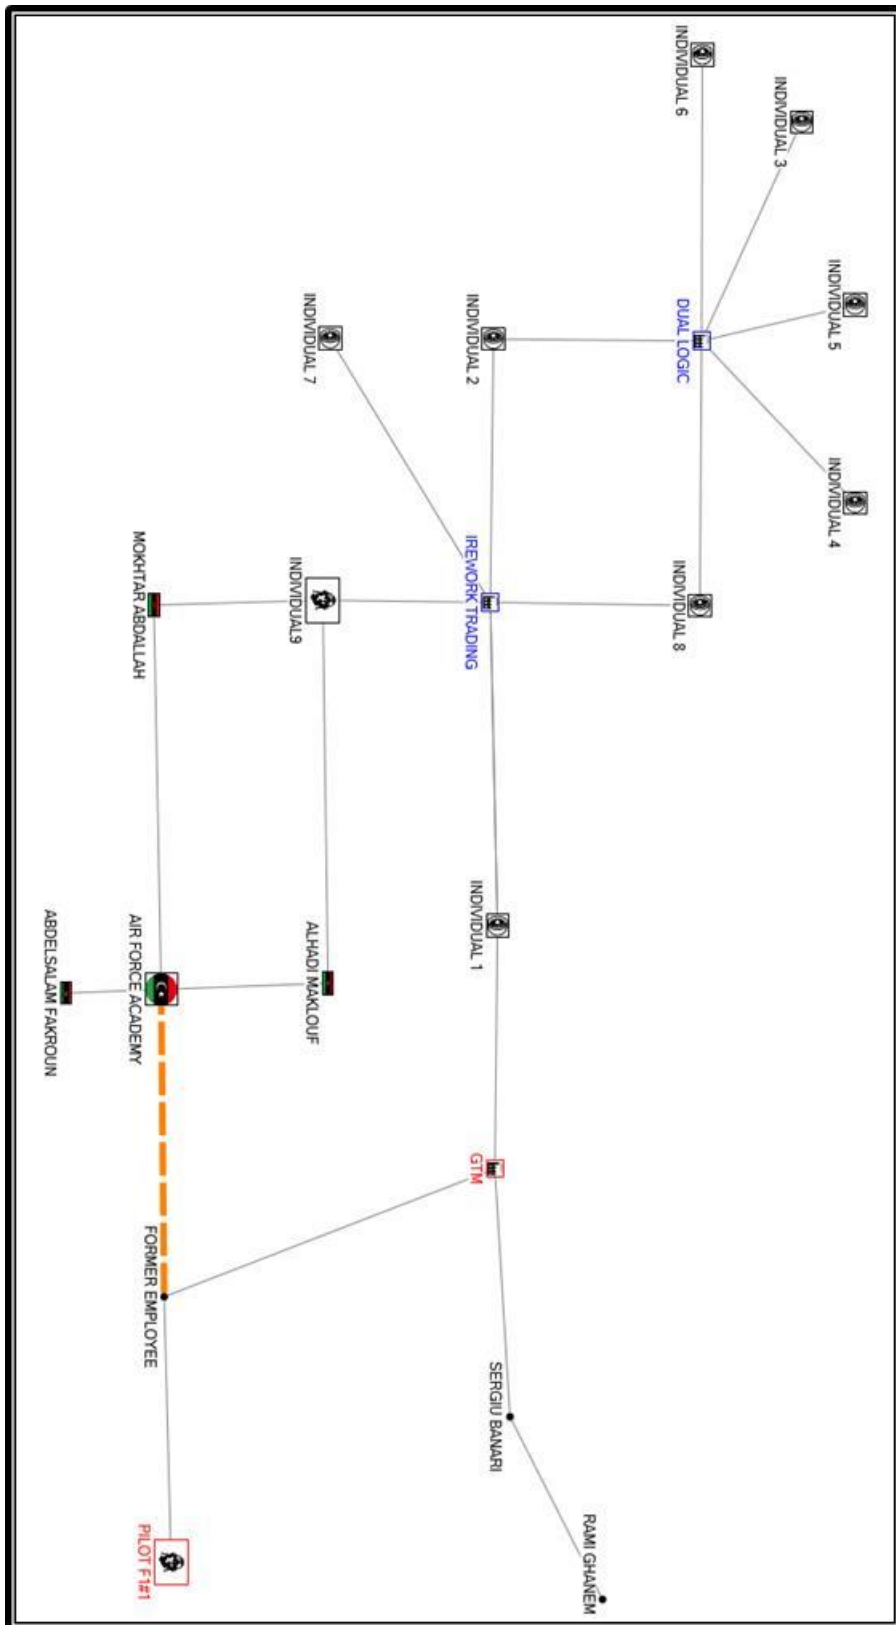 INDIVIDUAL 6
INDIVIDUAL 3
INDIVIDUAL 5
DUAL LOGIC
INDIVIDUAL 4
INDIVIDUAL 7
INDIVIDUAL 2
INDIVIDUAL 8
IREWORK TRADING
INDIVIDUAL9
MOKHTAR ABDALLAH
INDIVIDUAL 1
ALHADI MAKLOUF
AIR FORCE ACADEMY
ABDELSALAM FAKROUN
GTM
FORMER EMPLOYEE
SERGIU BANARI
RAMI GHANEM
PILOT F1#1